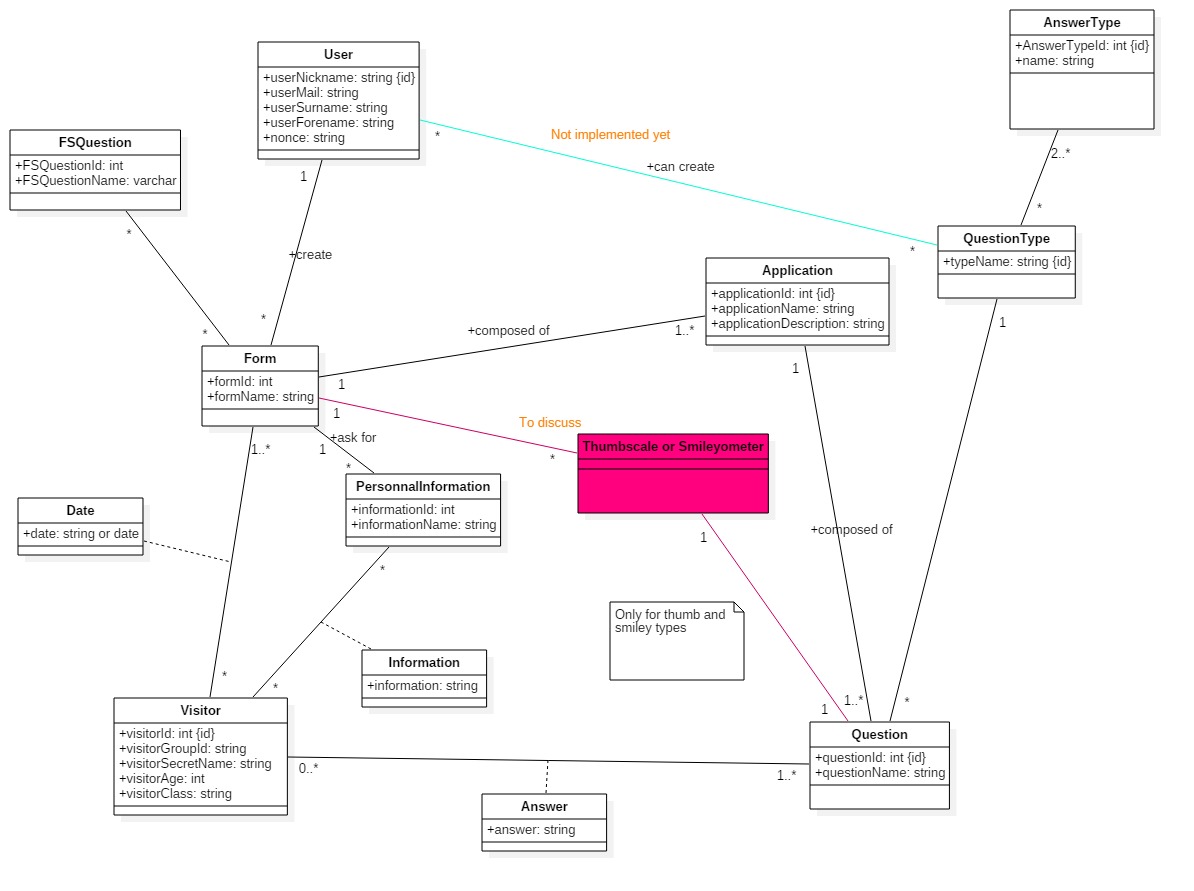 AnswerType
+AnswerTypeId: int {id}
+name: string
2..*
*
User
+userNickname: string {id}
+userMail: string
+userSurname: string
+userForename: string
+nonce: string
*
1
Not implemented yet
+can create
*
FSQuestion
+FSQuestionId: int
+FSQuestionName: varchar
*
*
+create
*
QuestionType
+typeName: string {id}
1
Application
+applicationId: int {id}
+applicationName: string
+applicationDescription: string
1
+composed of
1..*
1
Form
+formId: int
+formName: string
1
1..*
1
+ask for
*
To discuss
*
Thumbscale or Smileyometer
1
PersonnalInformation
+informationId: int
+informationName: string
*
Date
+date: string or date
+composed of
Only for thumb and
smiley types
Information
+information: string
*
*
1
1..*
*
Visitor
+visitorId: int {id}
+visitorGroupId: string
+visitorSecretName: string
+visitorAge: int
+visitorClass: string
0..*
1..*
Question
+questionId: int {id}
+questionName: string
Answer
+answer: string